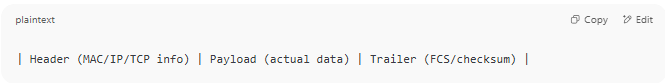 plaintext Copy Edit
| Header (MAC/IP/TCP info) | Payload (actual data) | Trailer (FCS/checksum) |